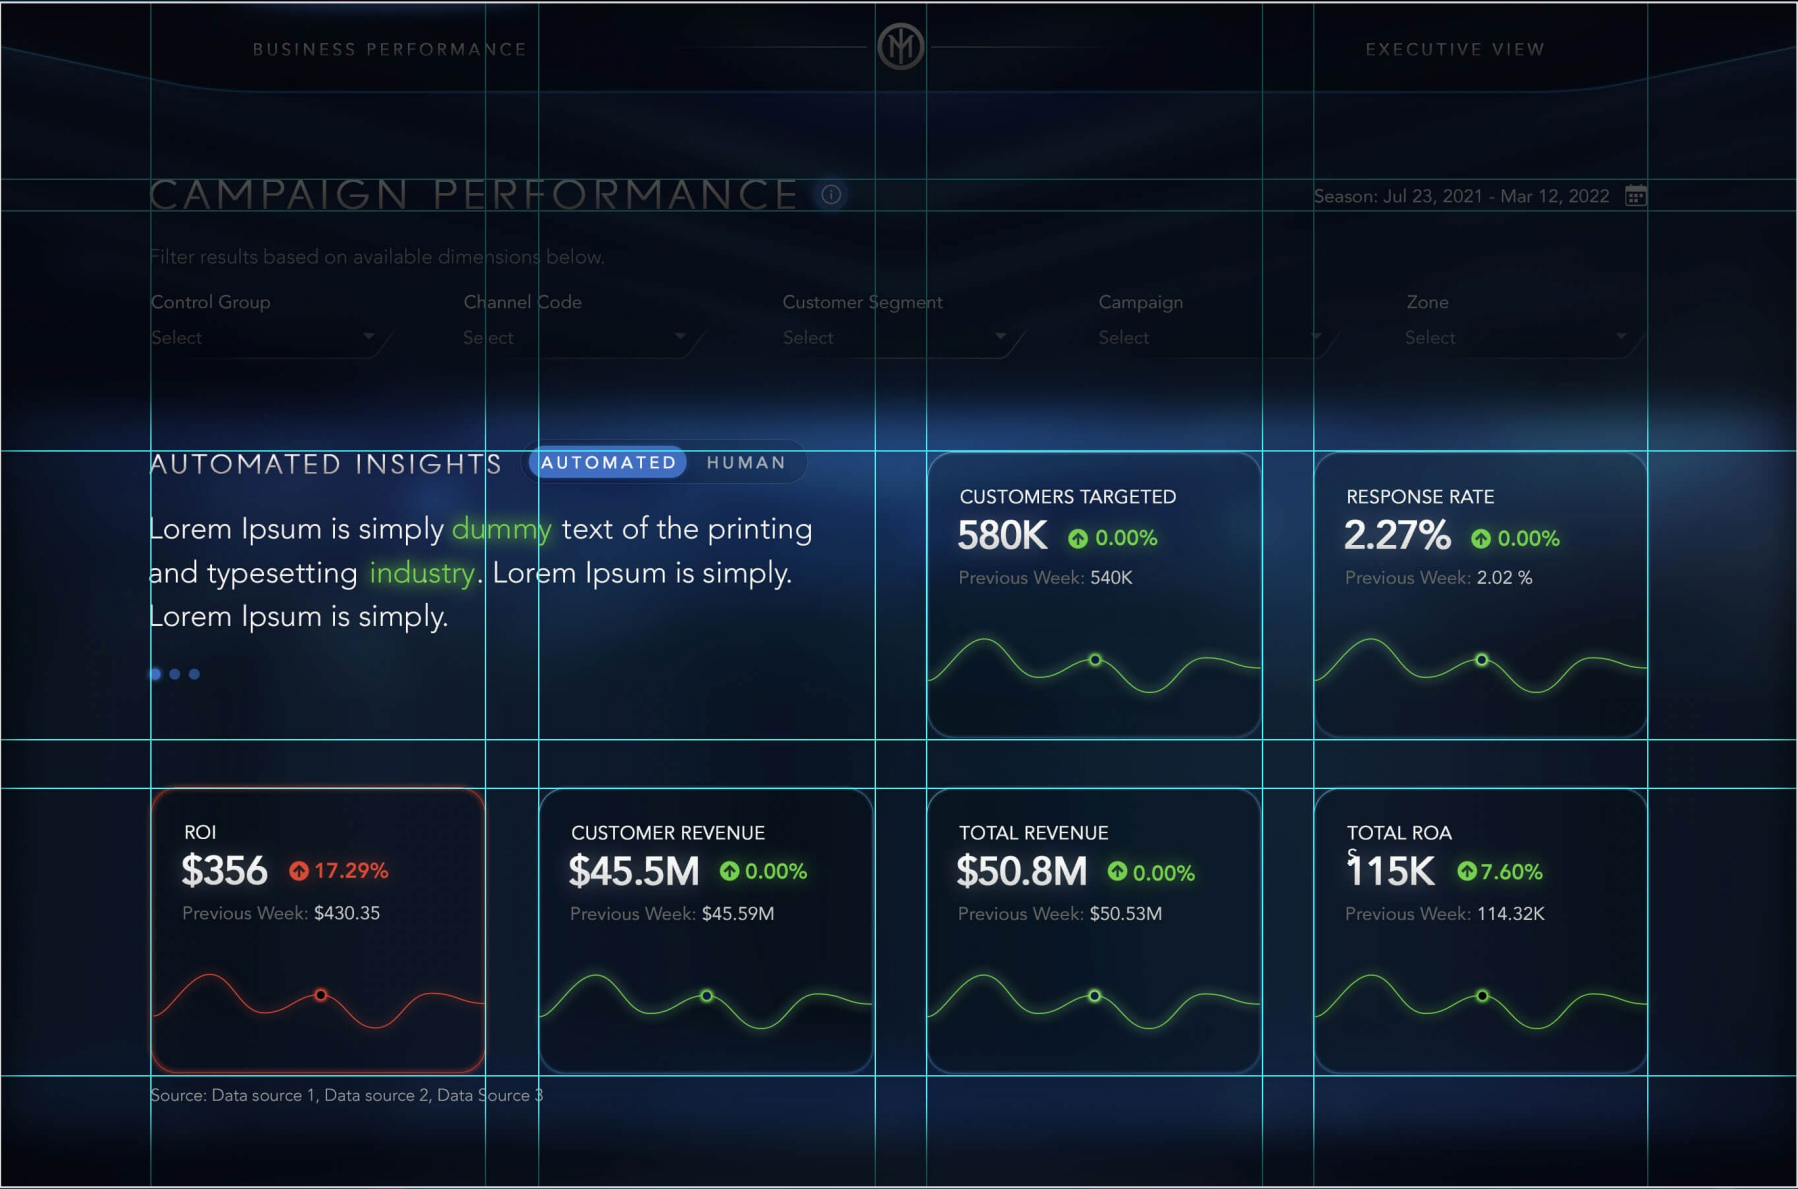 BUSINESS PERFORMANCE
EXECUTIVE VIEW
CAMPAIGN PERFORMANCE
Season: Jul 23, 2021 - Mar 12, 2022
Filter results based on available dimensions below.
Control Group
Channel Code
Customer Segment
Campaign
Zone
Select
Select
Select
Select
Select
AUTOMATED INSIGHTS
AUTOMATED
HUMAN
Lorem Ipsum is simply dummy text of the printing
and typesetting industry. Lorem Ipsum is simply.
Lorem Ipsum is simply.
CUSTOMERS TARGETED
580K 0.00%
Previous Week: 540K
RESPONSE RATE
2.27% 0.00%
Previous Week: 2.02 %
ROI
$356 17.29%
Previous Week: $430.35
CUSTOMER REVENUE
$45.5M 0.00%
Previous Week: $45.59M
TOTAL REVENUE
$50.8M 0.00%
Previous Week: $50.53M
TOTAL ROA
S
115K 7.60%
Previous Week: 114.32K
Source: Data source 1, Data source 2, Data Source 3